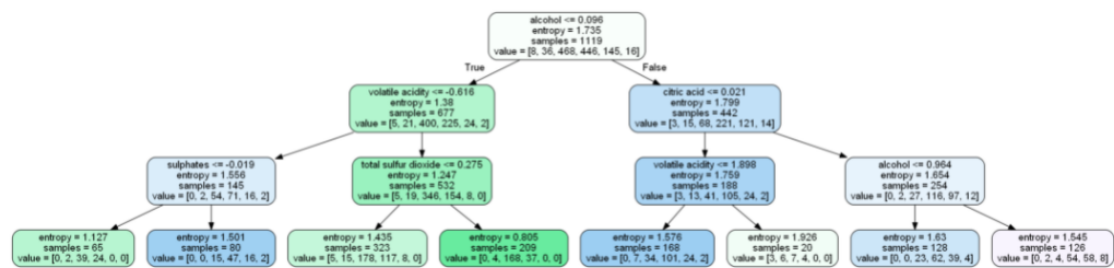 alcohol <= 0.096
entropy = 1.735
samples = 1119
value = [8, 36, 468, 446, 145, 16]
True
False
volatile acidity <= -0.616
entropy = 1.38
samples = 677
value = [5, 21, 400, 225, 24, 2]
citric acid <= 0.021
entropy = 1.799
samples = 442
value = [3, 15, 68, 221, 121, 14]
sulphates <= -0.019
entropy = 1.556
samples = 145
value = [0, 2, 54, 71, 16, 2]
total sulfur dioxide <= 0.275
entropy = 1.247
samples = 532
value = [5, 19, 346, 154, 8, 0]
volatile acidity <= 1.898
entropy = 1.759
samples = 188
value = [3, 13, 41, 105, 24, 2]
alcohol <= 0.964
entropy = 1.654
samples = 254
value = [0, 2, 27, 116, 97, 12]
entropy = 1.127
samples = 65
value = [0, 2, 39, 24, 0, 0]
entropy = 1.501
samples = 80
value = [0, 0, 15, 47, 16, 2]
entropy = 1.435
samples = 323
value = [5, 15, 178, 117, 8, 0]
entropy = 0.805
samples = 209
value = [0, 4, 168, 37, 0, 0]
entropy = 1.576
samples = 168
value = [0, 7, 34, 101, 24, 2]
entropy = 1.926
samples = 20
value = [3, 6, 7, 4, 0, 0]
entropy = 1.63
samples = 128
value = [0, 0, 23, 62, 39, 4]
entropy = 1.545
samples = 126
value = [0, 2, 4, 54, 58, 8]